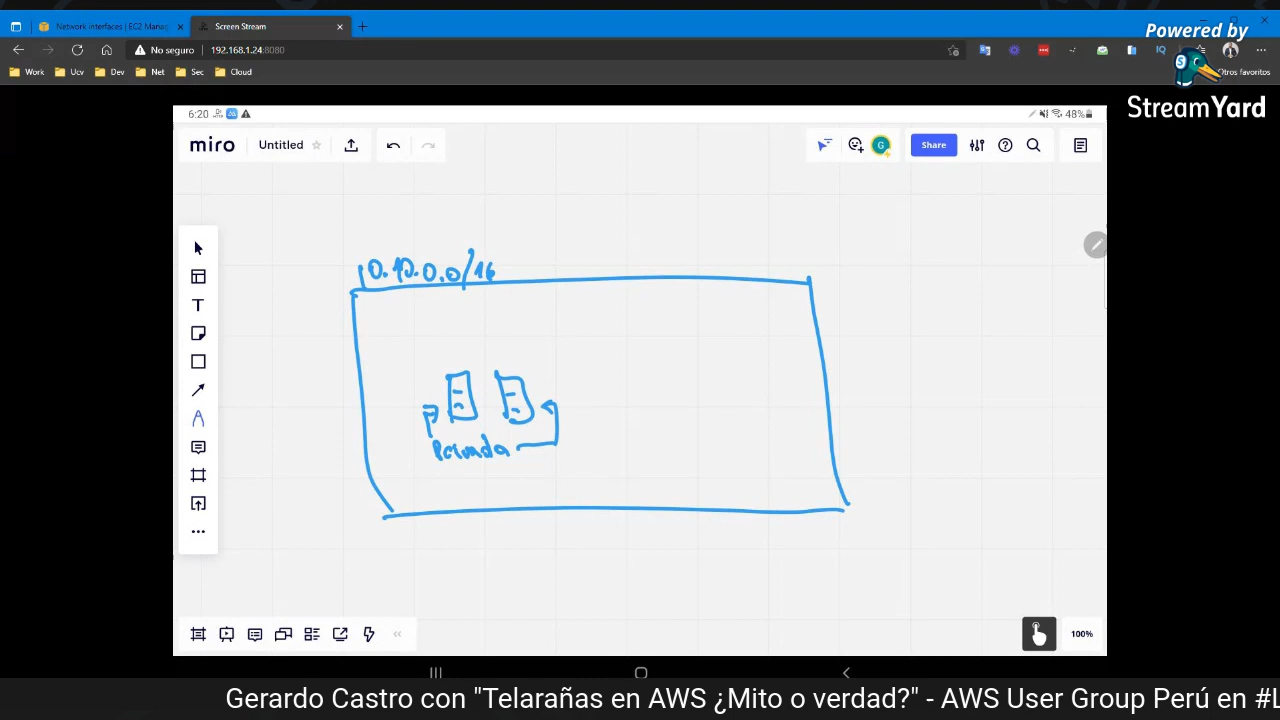 Network interfaces | EC2 Manag
Screen Stream
Powered by
No seguro
192.168.1.24:8080
IQ
Work
Ucv
Dev
Net
Sec
Cloud
Otros favoritos
StreamYard
6:20
48%
miro
Untitled
G
Share
10.10.0.0/16
Privada
100%
Gerardo Castro con "Telarañas en AWS ¿Mito o verdad?" - AWS User Group Perú en #L